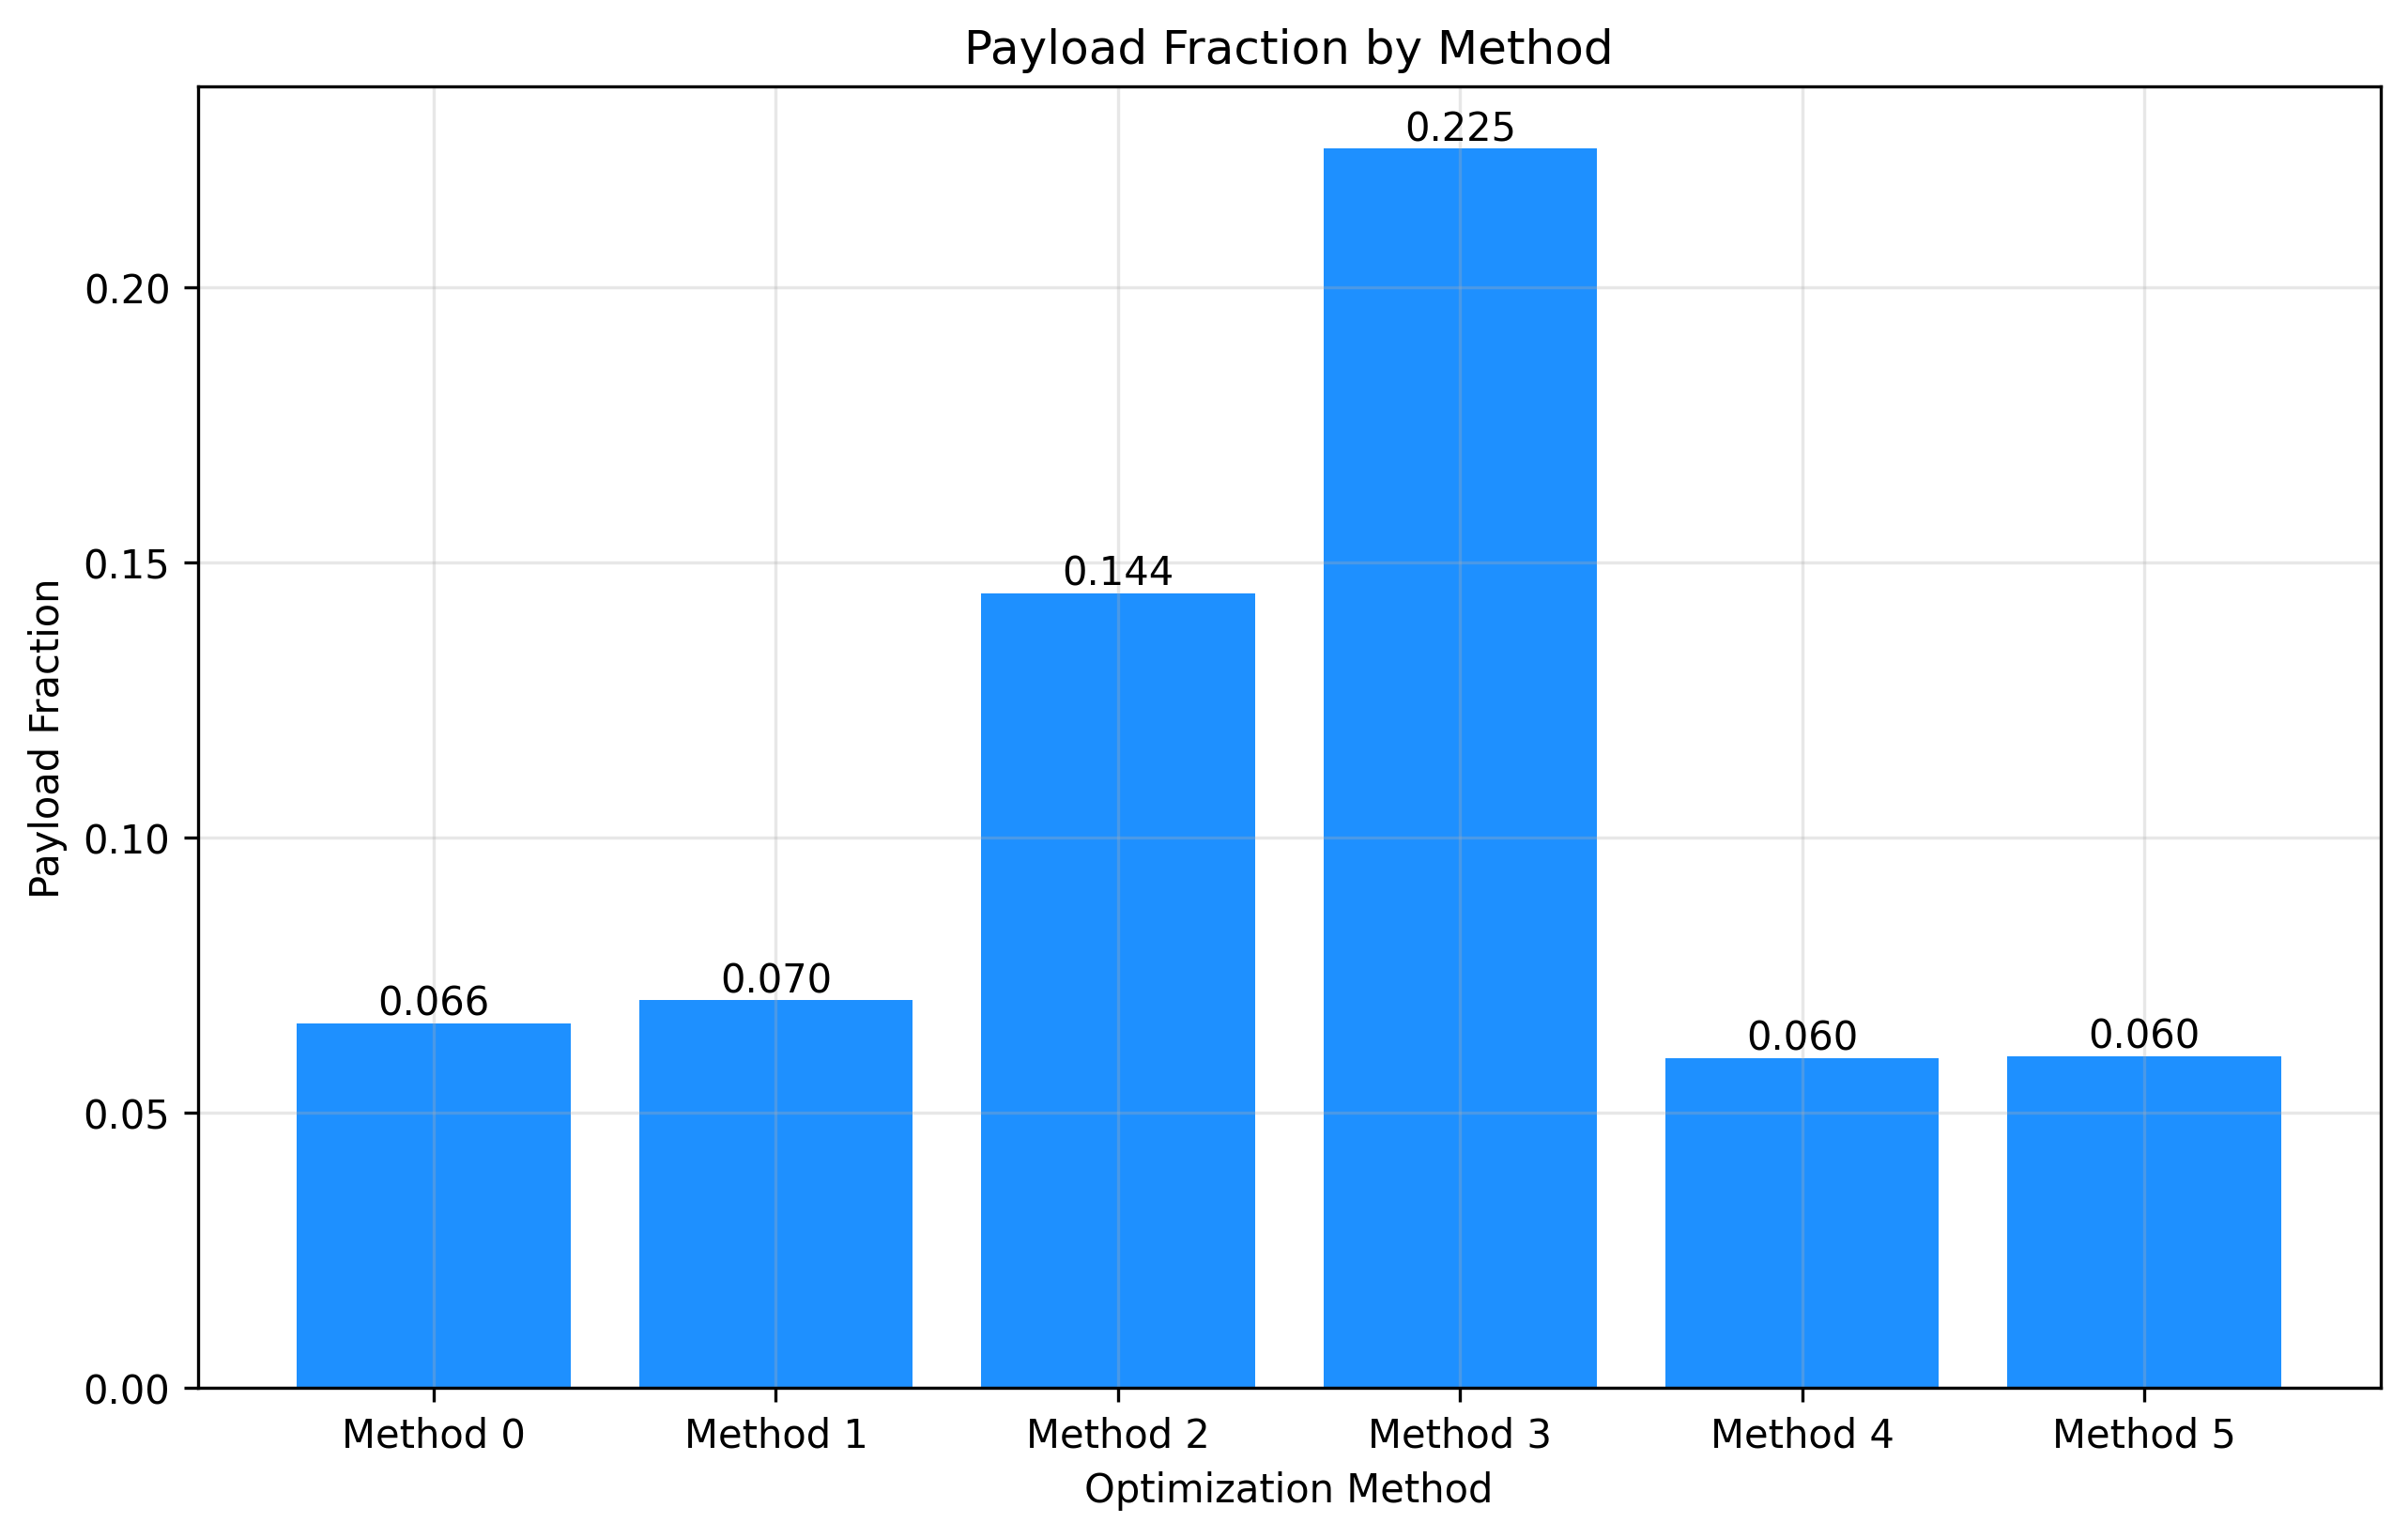 Payload Fraction by Method
Payload Fraction
0.20
0.15
0.10
0.05
0.00
0.066
0.070
0.144
0.225
0.060
0.060
Method 0
Method 1
Method 2
Method 3
Method 4
Method 5
Optimization Method